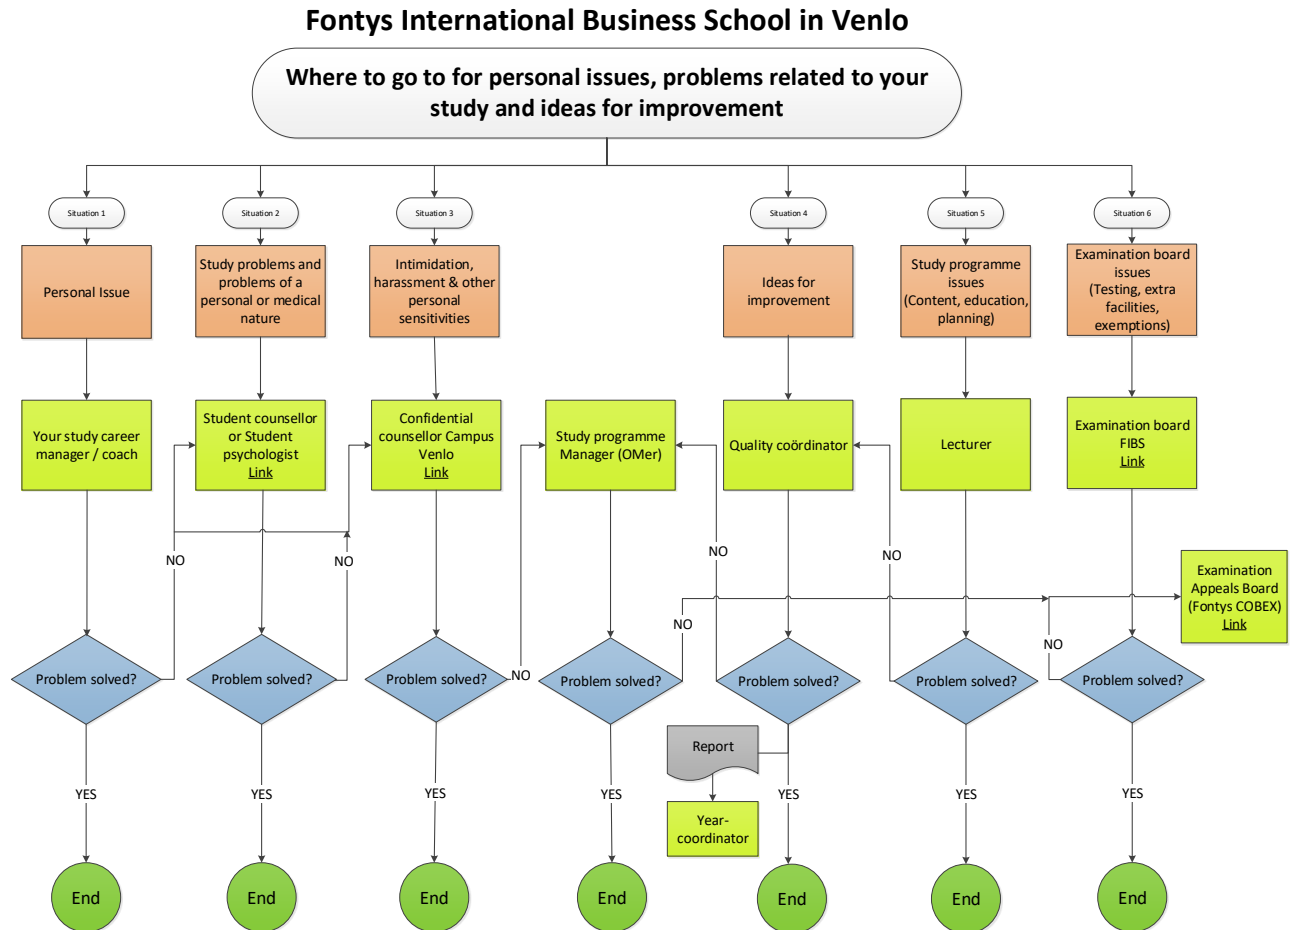 Fontys International Business School in Venlo
Where to go to for personal issues, problems related to your
study and ideas for improvement
Situation 1
Situation 2
Situation 3
Situation 4
Situation 5
Situation 6
Personal Issue
Study problems and
problems of a
personal or medical
nature
Intimidation,
harassment & other
personal
sensitivities
Ideas for
improvement
Study programme
issues
(Content, education,
planning)
Examination board
issues
(Testing, extra
facilities,
exemptions)
Your study career
manager / coach
Student counsellor
or Student
psychologist
Link
Confidential
counsellor Campus
Venlo
Link
Study programme
Manager (OMer)
Quality coördinator
Lecturer
Examination board
FIBS
Link
NO
NO
NO
NO
NO
NO
NO
Examination
Appeals Board
(Fontys COBEX)
Link
Problem solved?
Problem solved?
Problem solved?
Problem solved?
Problem solved?
Problem solved?
Problem solved?
Report
Year-
coordinator
YES
YES
YES
YES
YES
YES
YES
End
End
End
End
End
End
End